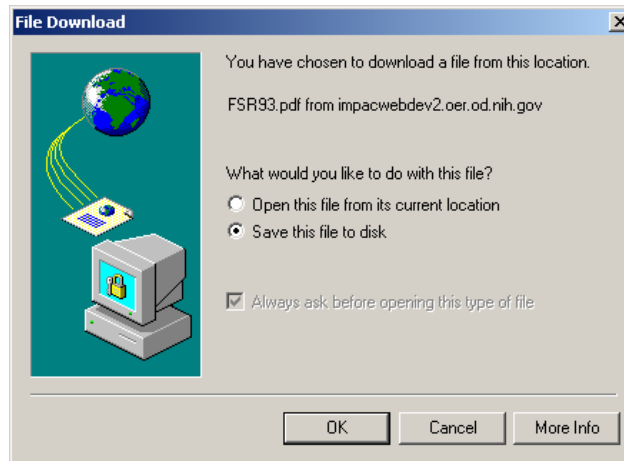 File Download
You have chosen to download a file from this location.
FSR93.pdf from impacwebdev2.oer.od.nih.gov
What would you like to do with this file?
Open this file from its current location
Save this file to disk
Always ask before opening this type of file
OK
Cancel
More Info